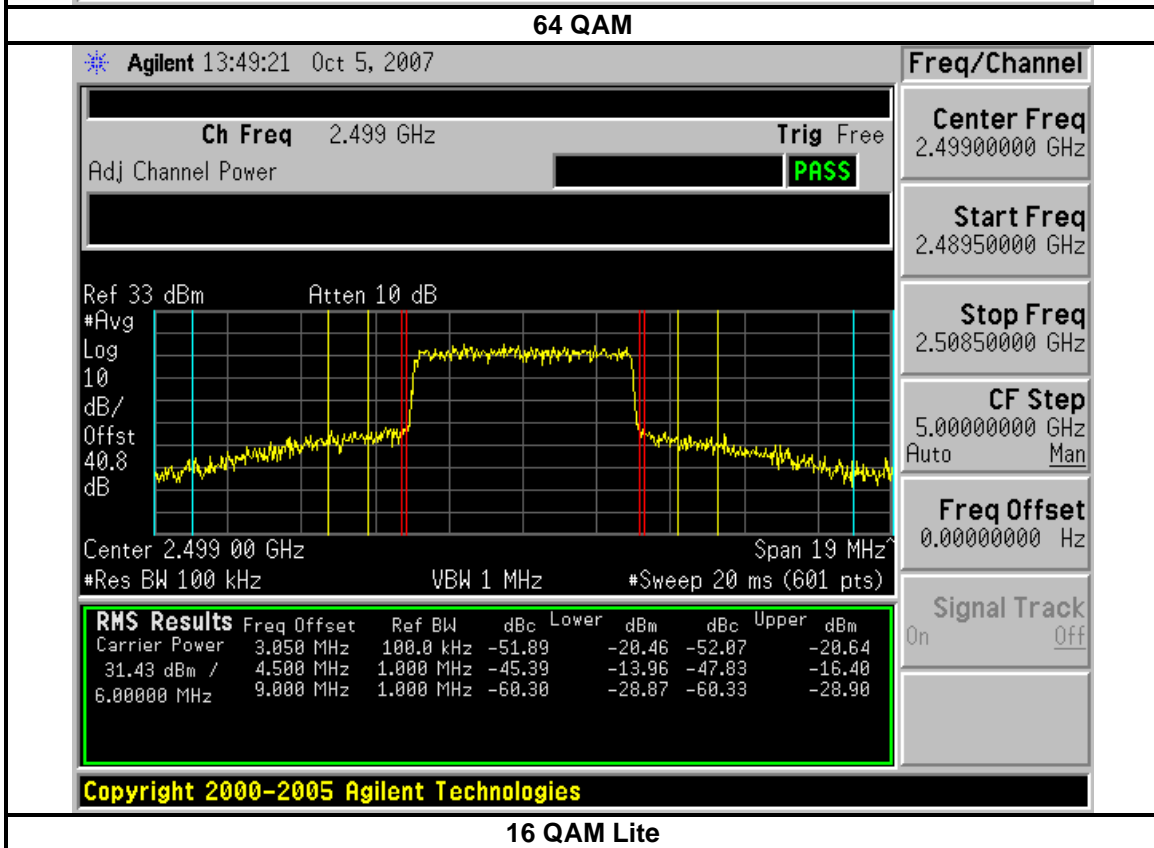 64 QAM
Agilent 13:49:21 Oct 5, 2007
Freq/Channel
Ch Freq 2.499 GHz Trig Free
Adj Channel Power PASS
Center Freq
2.49900000 GHz
Start Freq
2.48950000 GHz
Stop Freq
2.50850000 GHz
CF Step
5.00000000 GHz
Auto Man
Freq Offset
0.00000000 Hz
Signal Track
On Off
Ref 33 dBm Atten 10 dB
#Avg
Log
10
dB/
Offst
40.8
dB
Center 2.499 00 GHz Span 19 MHz^
#Res BW 100 kHz VBW 1 MHz #Sweep 20 ms (601 pts)
RMS Results Freq Offset Ref BW dBc Lower dBm dBc Upper dBm
Carrier Power 3.050 MHz 100.0 kHz -51.89 -20.46 -52.07 -20.64
31.43 dBm / 4.500 MHz 1.000 MHz -45.39 -13.96 -47.83 -16.40
6.00000 MHz 9.000 MHz 1.000 MHz -60.30 -28.87 -60.33 -28.90
Copyright 2000-2005 Agilent Technologies
16 QAM Lite